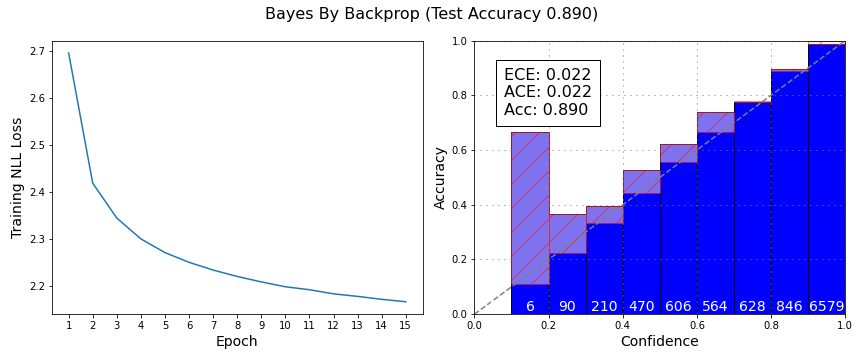 Bayes By Backprop (Test Accuracy 0.890)
Training NLL Loss
2.7
2.6
2.5
2.4
2.3
2.2
1 2 3 4 5 6 7 8 9 10 11 12 13 14 15
Epoch
Accuracy
1.0
0.8
0.6
0.4
0.2
0.0
ECE: 0.022
ACE: 0.022
Acc: 0.890
6 90 210 470 606 564 628 846 6579
0.0 0.2 0.4 0.6 0.8 1.0
Confidence